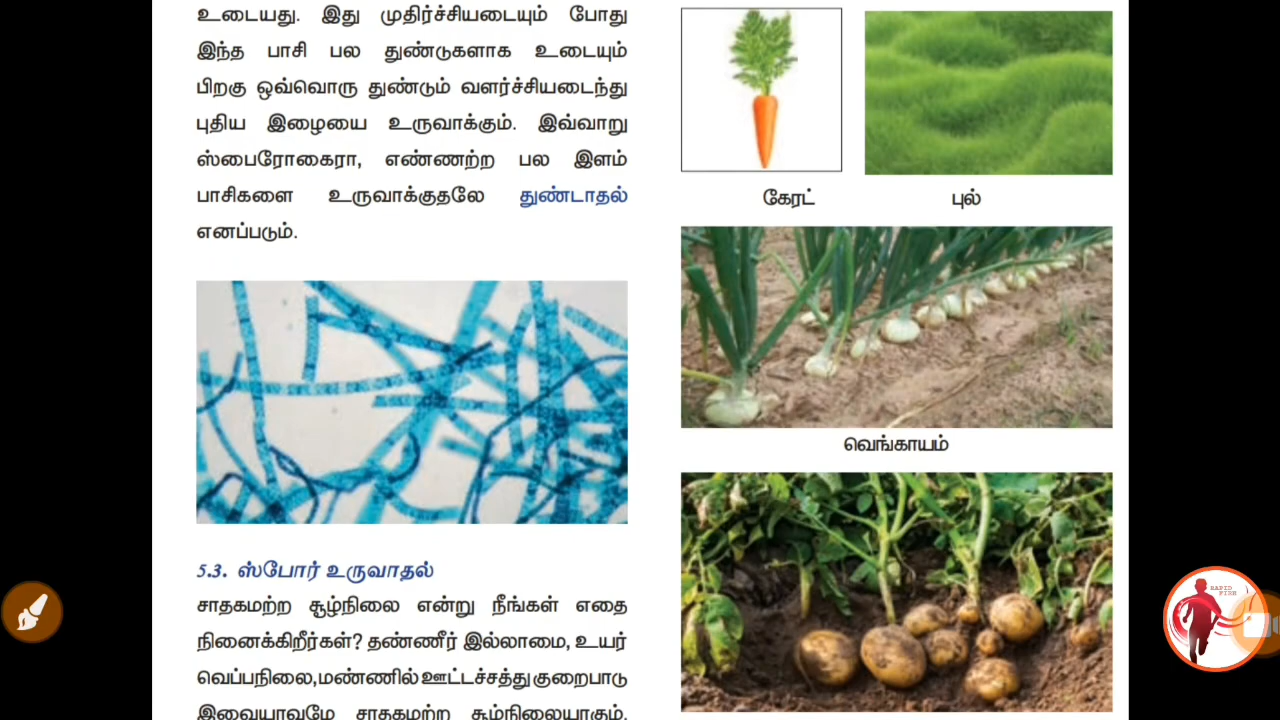 உடையது. இது முதிர்ச்சியடையும் போது
இந்த பாசி பல துண்டுகளாக உடையும்
பிறகு ஒவ்வொரு துண்டும் வளர்ச்சியடைந்து
புதிய இழையை உருவாக்கும். இவ்வாறு
ஸ்பைரோகைரா, எண்ணற்ற பல இளம்
பாசிகளை உருவாக்குதலே துண்டாதல்
எனப்படும்.
5.3. ஸ்போர் உருவாதல்
சாதகமற்ற சூழ்நிலை என்று நீங்கள் எதை
நினைக்கிறீர்கள்? தண்ணீர் இல்லாமை, உயர்
வெப்பநிலை,மண்ணில் ஊட்டச்சத்து குறைபாடு
இவையாவுமே சாதகமற்ற சூழ்நிலையாகும்.
கேரட்
புல்
வெங்காயம்
RAPID
FISH